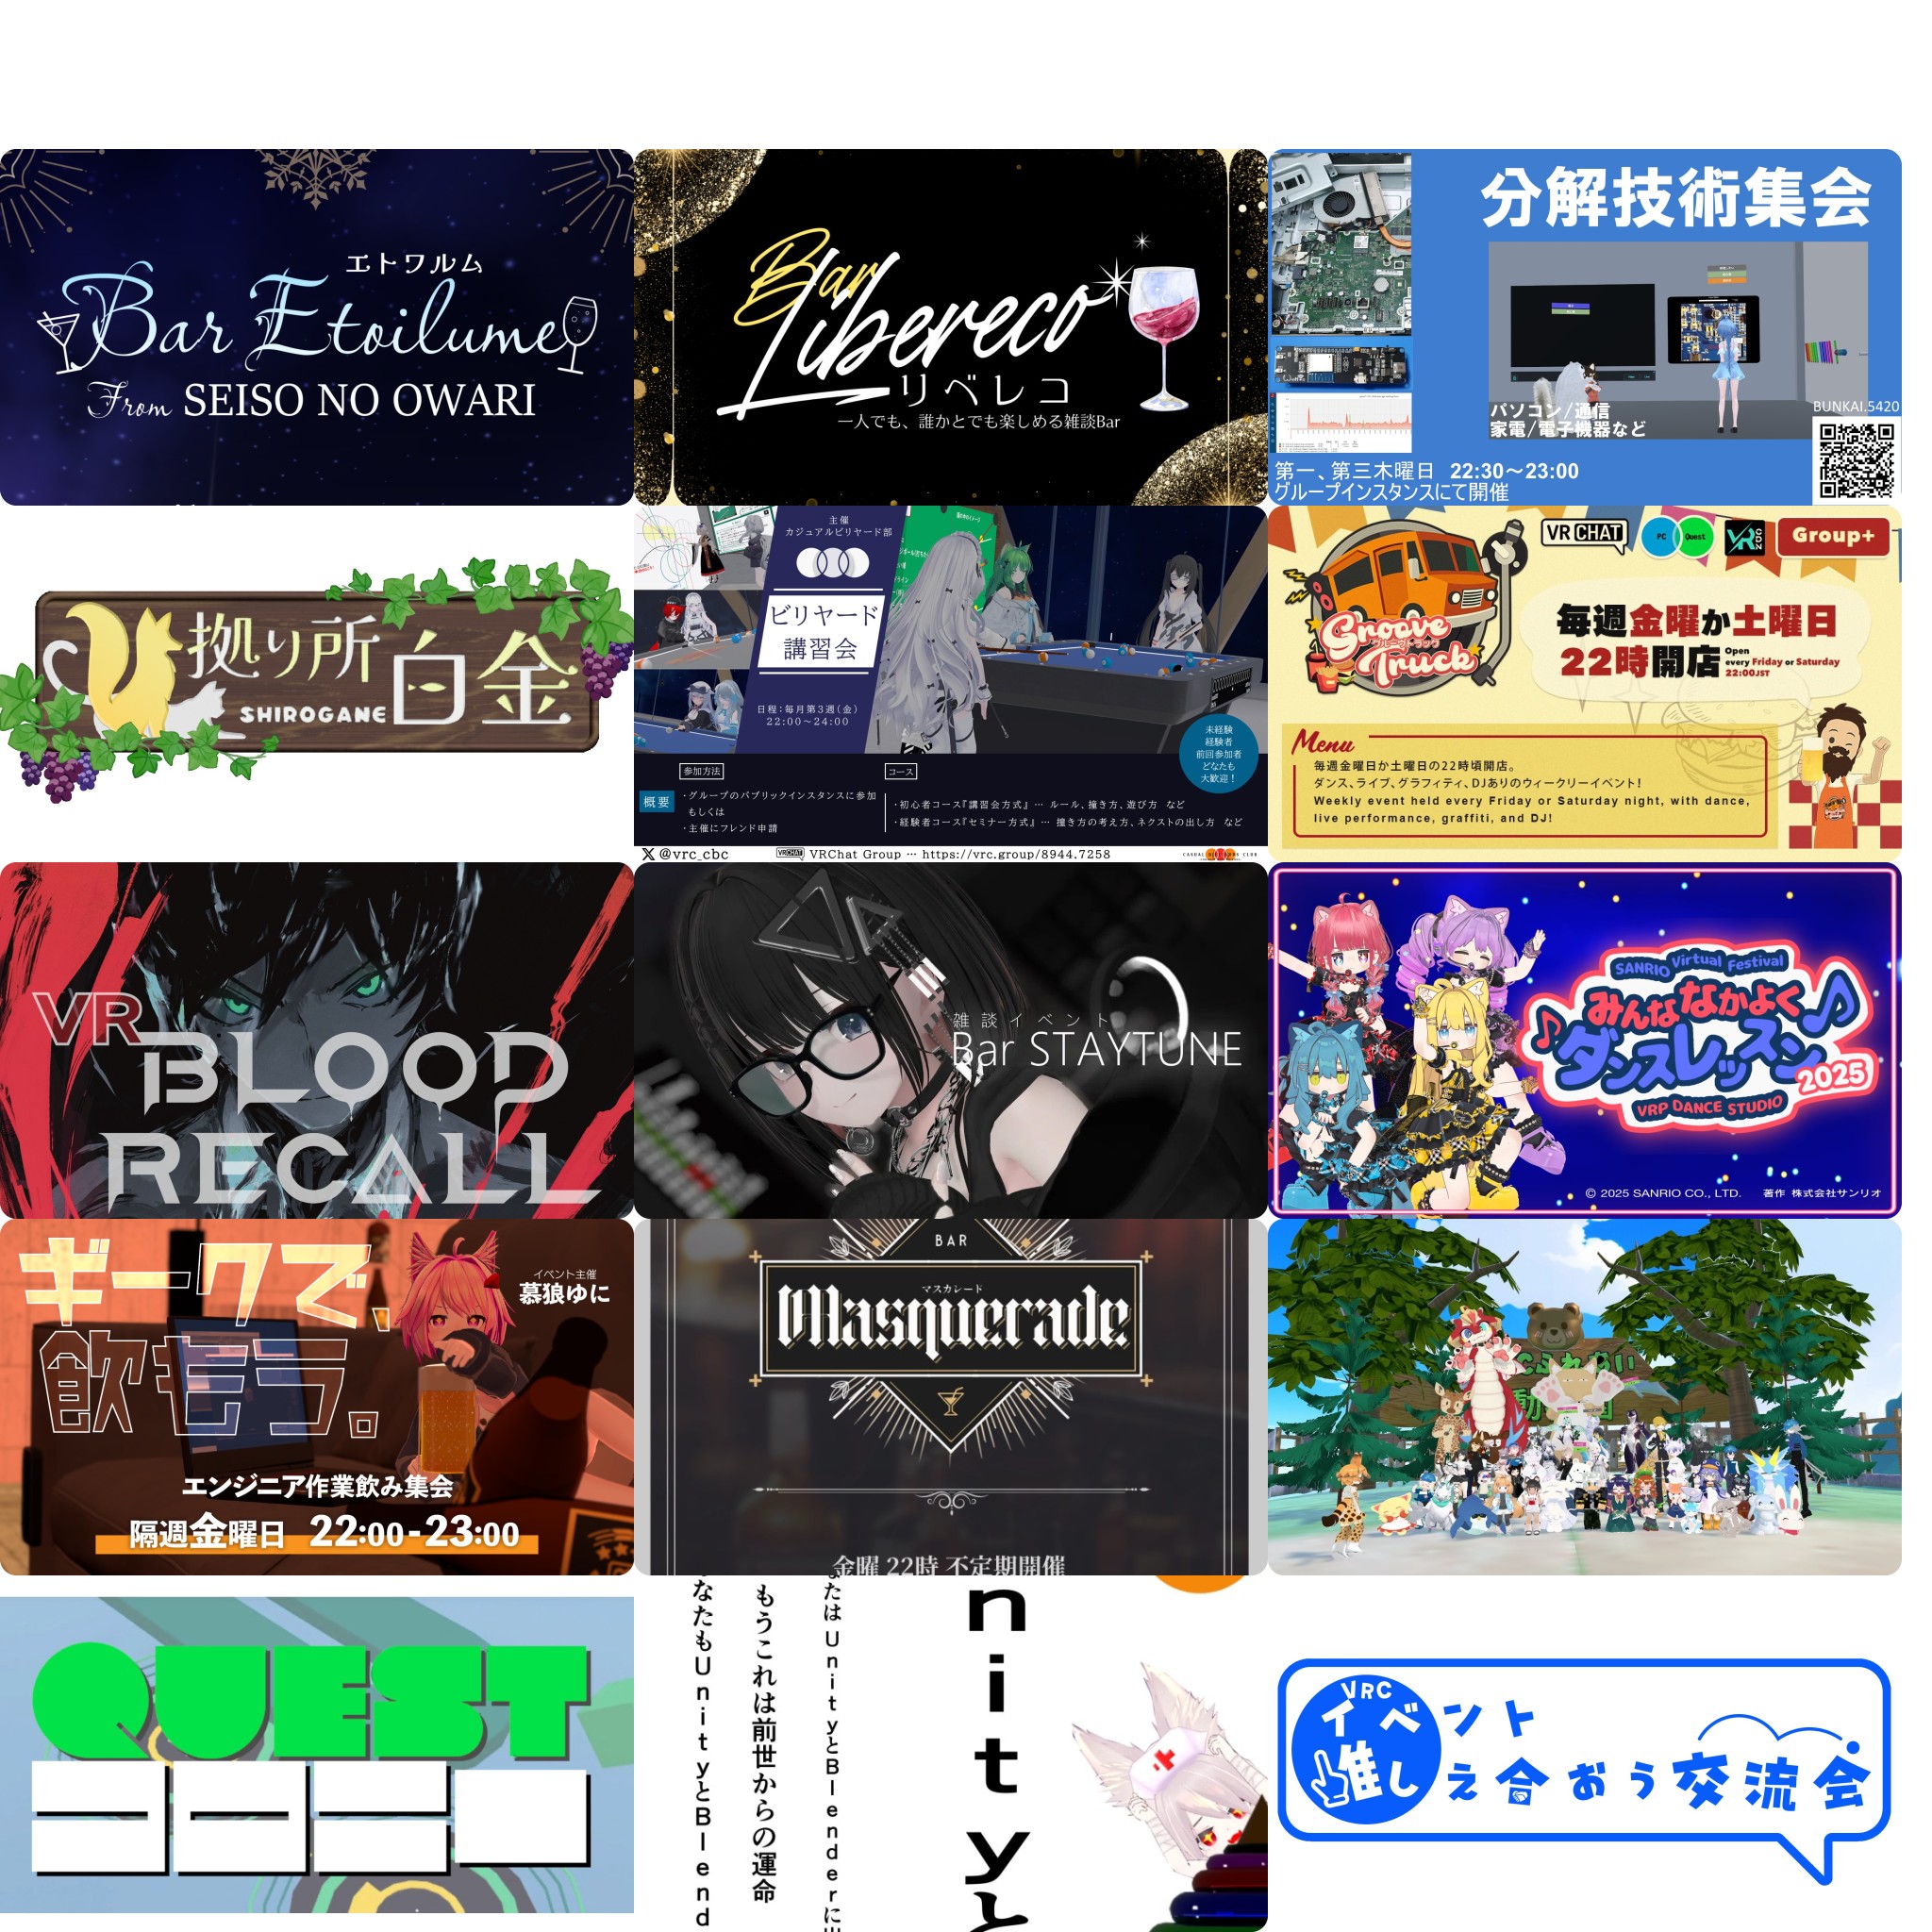 エトワルム
Bar Etoilume
From SEISO NO OWARI
Bar
Libereco
リベレコ
一人でも、誰かとでも楽しめる雑談Bar
分解技術集会
パソコン/通信
家電/電子機器など
BUNKAI.5420
第一、第三木曜日 22:30～23:00
グループインスタンスにて開催
拠り所
白金
SHIROGANE
主催
カジュアルビリヤード部
ビリヤード
講習会
日程：毎月第3週(金)
22:00～24:00
未経験
経験者
前回参加者
どなたも
大歓迎！
概要
参加方法
・グループのパブリックインスタンスに参加
もしくは
・主催にフレンド申請
コース
・初心者コース『講習会方式』 … ルール、撞き方、遊び方 など
・経験者コース『セミナー方式』 … 撞き方の考え方、ネクストの出し方 など
X @vrc_cbc
VRCHAT VRChat Group … https://vrc.group/8944.7258
VR CHAT
PC Quest
VR ZOO
Group+
Groove
グルーヴトラック
Truck
毎週金曜か土曜日
22時開店
Open
every Friday or Saturday
22:00JST
Menu
毎週金曜日か土曜日の22時頃開店。
ダンス、ライブ、グラフィティ、DJありのウィークリーイベント！
Weekly event held every Friday or Saturday night, with dance,
live performance, graffiti, and DJ!
VR
BLOOD
RECALL
雑談イベント
Bar STAYTUNE
SANRIO Virtual Festival
みんななかよく
ダンスレッスン
2025
VRP DANCE STUDIO
© 2025 SANRIO CO., LTD. 著作 株式会社サンリオ
ギークで、
飲もう。
イベント主催
慕狼ゆに
エンジニア作業飲み集会
隔週金曜日 22:00-23:00
BAR
マスカレード
Masquerade
金曜 22時 不定期開催
QUEST
コロニー
なたもUnityとBlend
もうこれは前世からの運命
たは UnityとBlenderに出
nityと
VRC
イベント
推しえ合おう交流会